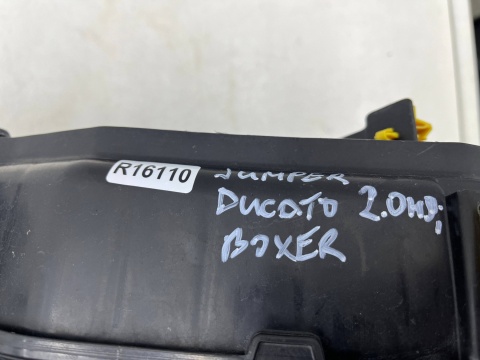 R16110
JUMPER
DUCATO 2.0HDi
BOXER